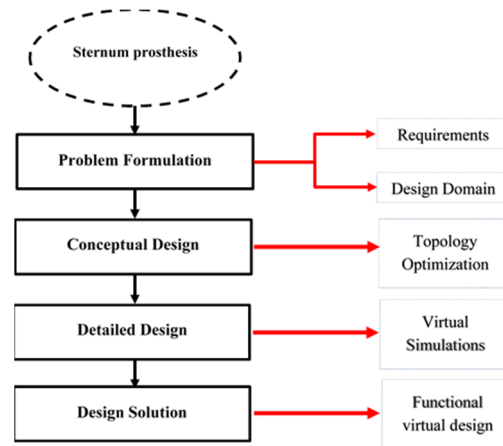 Sternum prosthesis
Problem Formulation
Requirements
Design Domain
Conceptual Design
Topology
Optimization
Detailed Design
Virtual
Simulations
Design Solution
Functional
virtual design